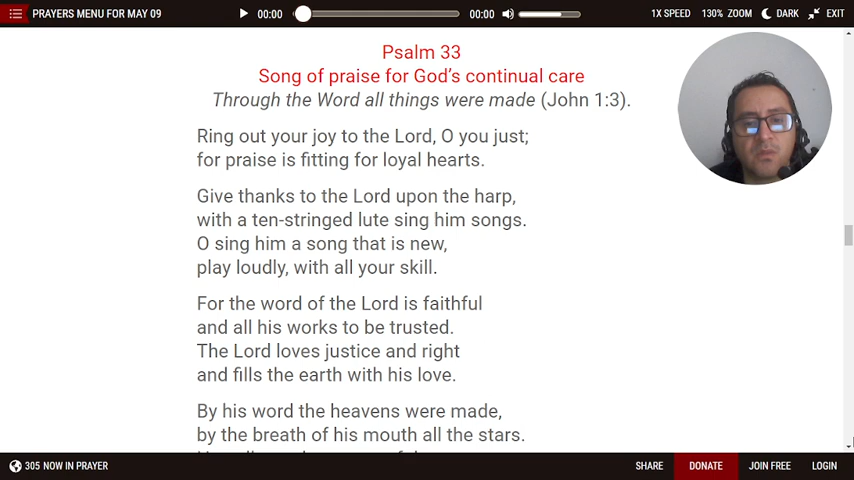 PRAYERS MENU FOR MAY 09
00:00
00:00
1X SPEED
130% ZOOM
DARK
EXIT
Psalm 33
Song of praise for God's continual care
Through the Word all things were made (John 1:3).
Ring out your joy to the Lord, O you just;
for praise is fitting for loyal hearts.
Give thanks to the Lord upon the harp,
with a ten-stringed lute sing him songs.
O sing him a song that is new,
play loudly, with all your skill.
For the word of the Lord is faithful
and all his works to be trusted.
The Lord loves justice and right
and fills the earth with his love.
By his word the heavens were made,
by the breath of his mouth all the stars.
305 NOW IN PRAYER
SHARE
DONATE
JOIN FREE
LOGIN